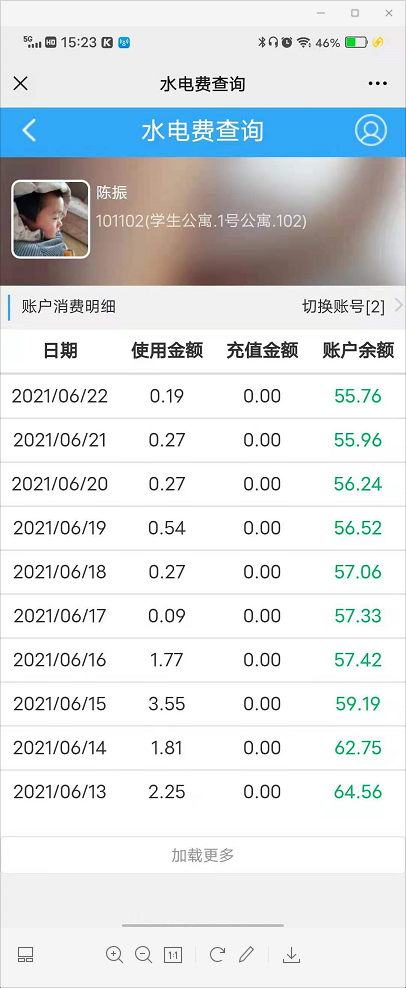 5G HD 15:23 K 46%
水电费查询
水电费查询
陈振
101102(学生公寓.1号公寓.102)
账户消费明细 切换账号[2]
日期 使用金额 充值金额 账户余额
2021/06/22 0.19 0.00 55.76
2021/06/21 0.27 0.00 55.96
2021/06/20 0.27 0.00 56.24
2021/06/19 0.54 0.00 56.52
2021/06/18 0.27 0.00 57.06
2021/06/17 0.09 0.00 57.33
2021/06/16 1.77 0.00 57.42
2021/06/15 3.55 0.00 59.19
2021/06/14 1.81 0.00 62.75
2021/06/13 2.25 0.00 64.56
加载更多
1:1